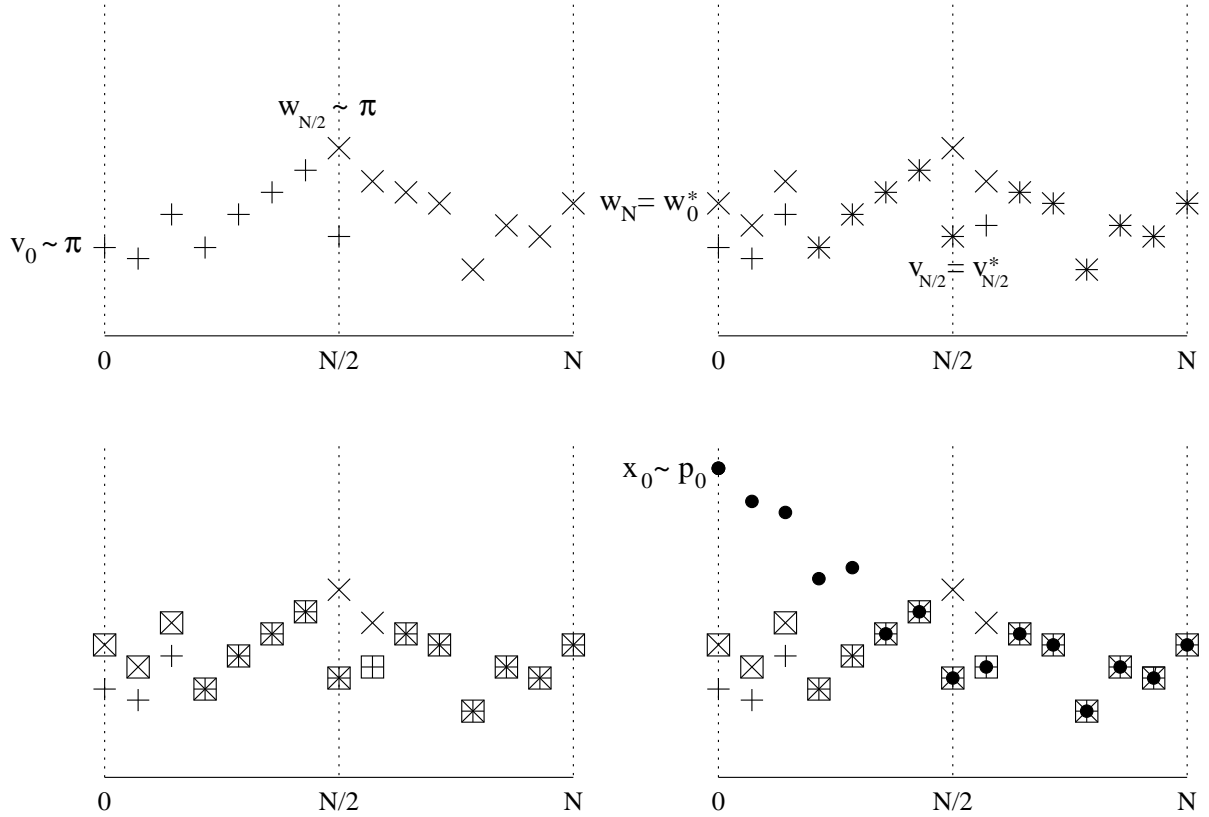 w_{N/2} ~ π
v_0 ~ π
0 N/2 N
w_N = w_0^*
v_{N/2} = v_{N/2}^*
0 N/2 N
0 N/2 N
x_0 ~ p_0
0 N/2 N